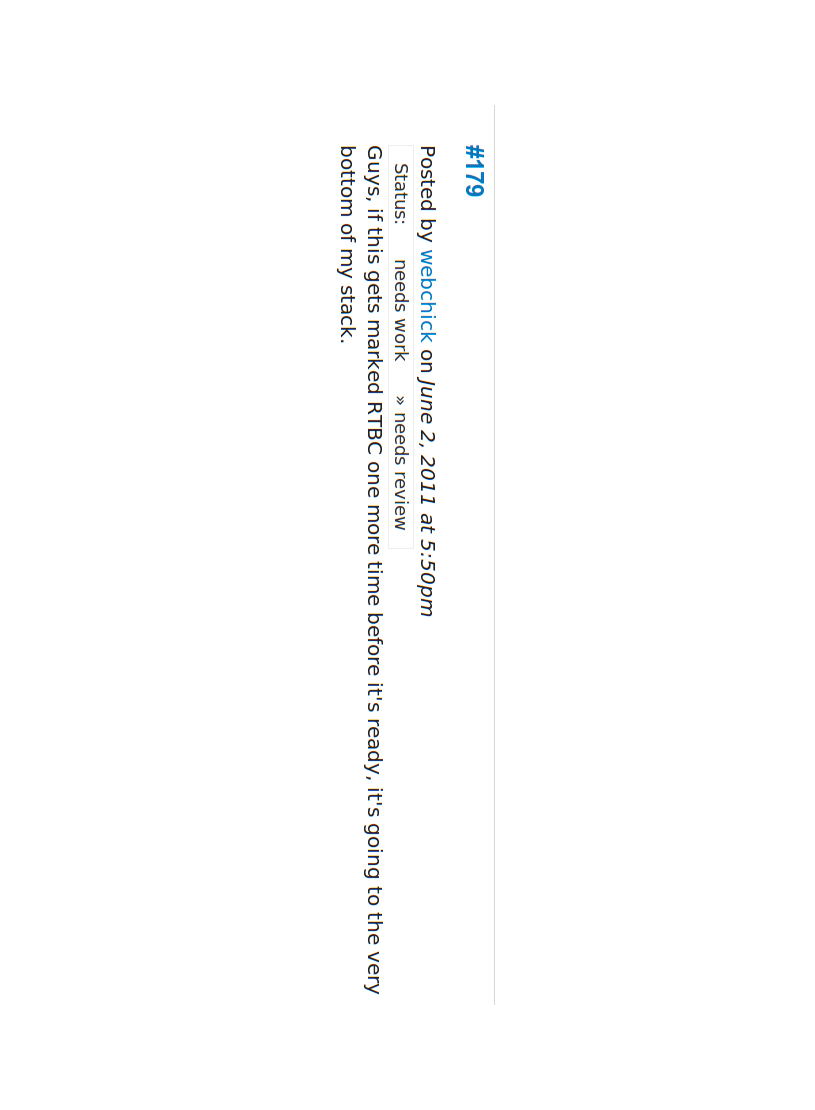 #179
Posted by webchick on June 2, 2011 at 5:50pm
Status: needs work » needs review
Guys, if this gets marked RTBC one more time before it's ready, it's going to the very
bottom of my stack.